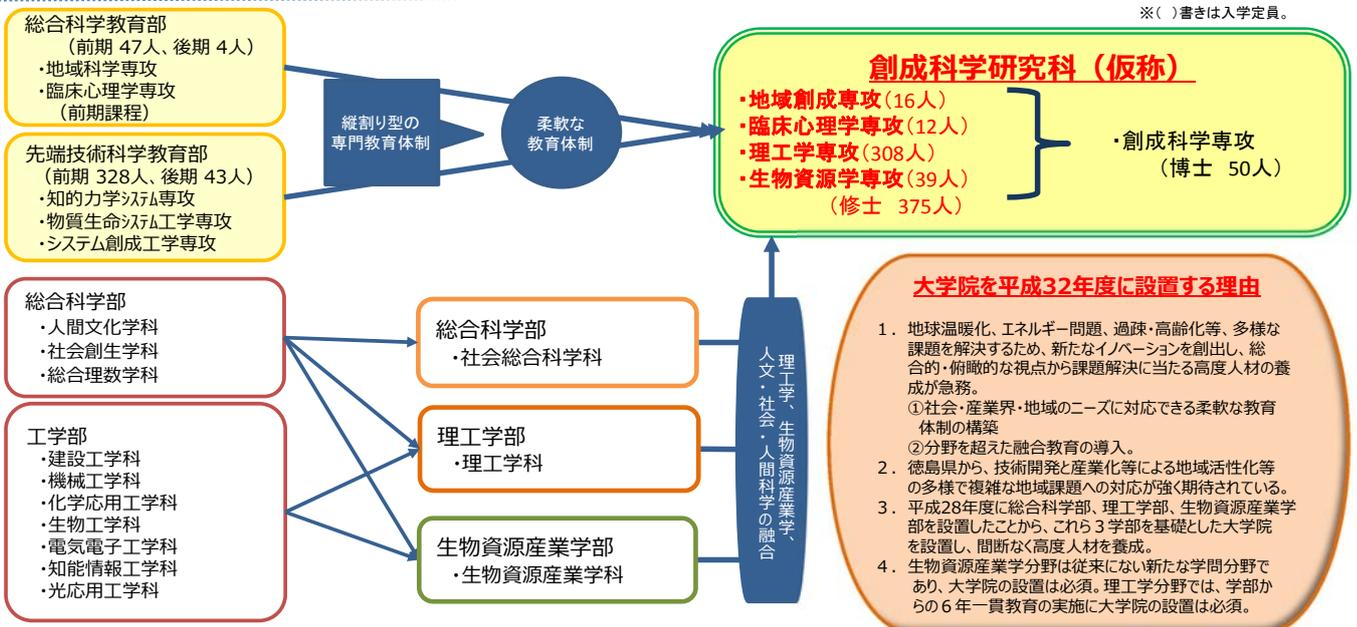 ※( )書きは入学定員。
総合科学教育部
(前期 47人、後期 4人)
・地域科学専攻
・臨床心理学専攻
(前期課程)
先端技術科学教育部
(前期 328人、後期 43人)
・知的力学ｼｽﾃﾑ専攻
・物質生命ｼｽﾃﾑ工学専攻
・システム創成工学専攻
縦割り型の
専門教育体制
柔軟な
教育体制
創成科学研究科（仮称）
・地域創成専攻(16人)
・臨床心理学専攻(12人)
・理工学専攻(308人)
・生物資源学専攻(39人)
(修士 375人)
・創成科学専攻
(博士 50人)
総合科学部
・人間文化学科
・社会創生学科
・総合理数学科
工学部
・建設工学科
・機械工学科
・化学応用工学科
・生物工学科
・電気電子工学科
・知能情報工学科
・光応用工学科
総合科学部
・社会総合科学科
理工学部
・理工学科
生物資源産業学部
・生物資源産業学科
理工学、生物資源産業学、
人文・社会・人間科学の融合
大学院を平成32年度に設置する理由
１．地球温暖化、エネルギー問題、過疎・高齢化等、多様な
課題を解決するため、新たなイノベーションを創出し、総
合的・俯瞰的な視点から課題解決に当たる高度人材の養
成が急務。
①社会・産業界・地域のニーズに対応できる柔軟な教育
体制の構築
②分野を超えた融合教育の導入。
２．徳島県から、技術開発と産業化等による地域活性化等
の多様で複雑な地域課題への対応が強く期待されている。
３．平成28年度に総合科学部、理工学部、生物資源産業学
部を設置したことから、これら３学部を基礎とした大学院
を設置し、間断なく高度人材を養成。
４．生物資源産業学分野は従来にない新たな学問分野で
あり、大学院の設置は必須。理工学分野では、学部か
らの６年一貫教育の実施に大学院の設置は必須。